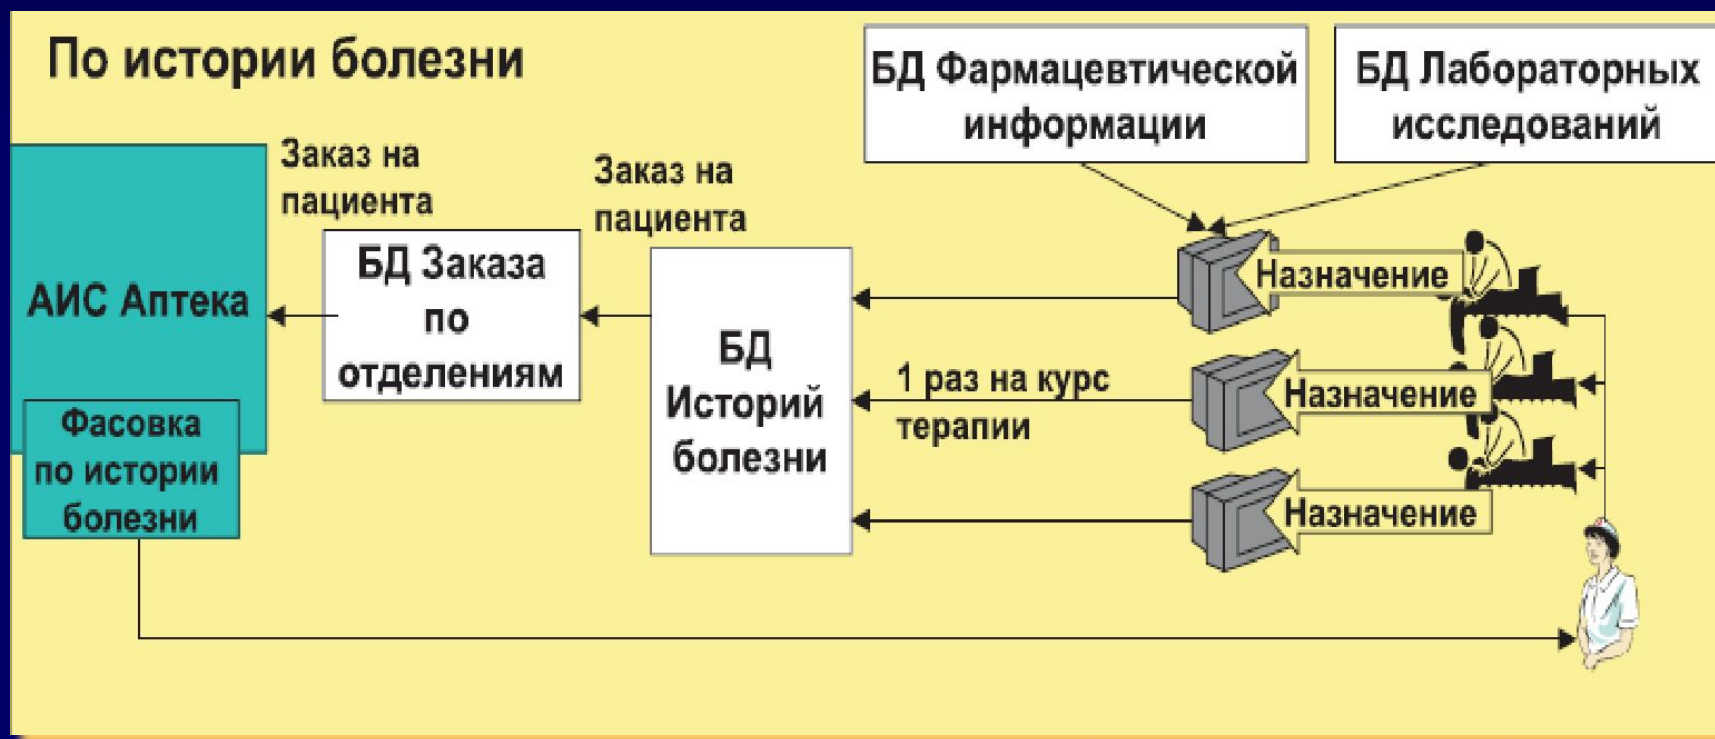 По истории болезни
БД Фармацевтической
информации
БД Лабораторных
исследований
Заказ на
пациента
Заказ на
пациента
АИС Аптека
БД Заказа
по
отделениям
БД
Историй
болезни
1 раз на курс
терапии
Назначение
Назначение
Назначение
Фасовка
по истории
болезни